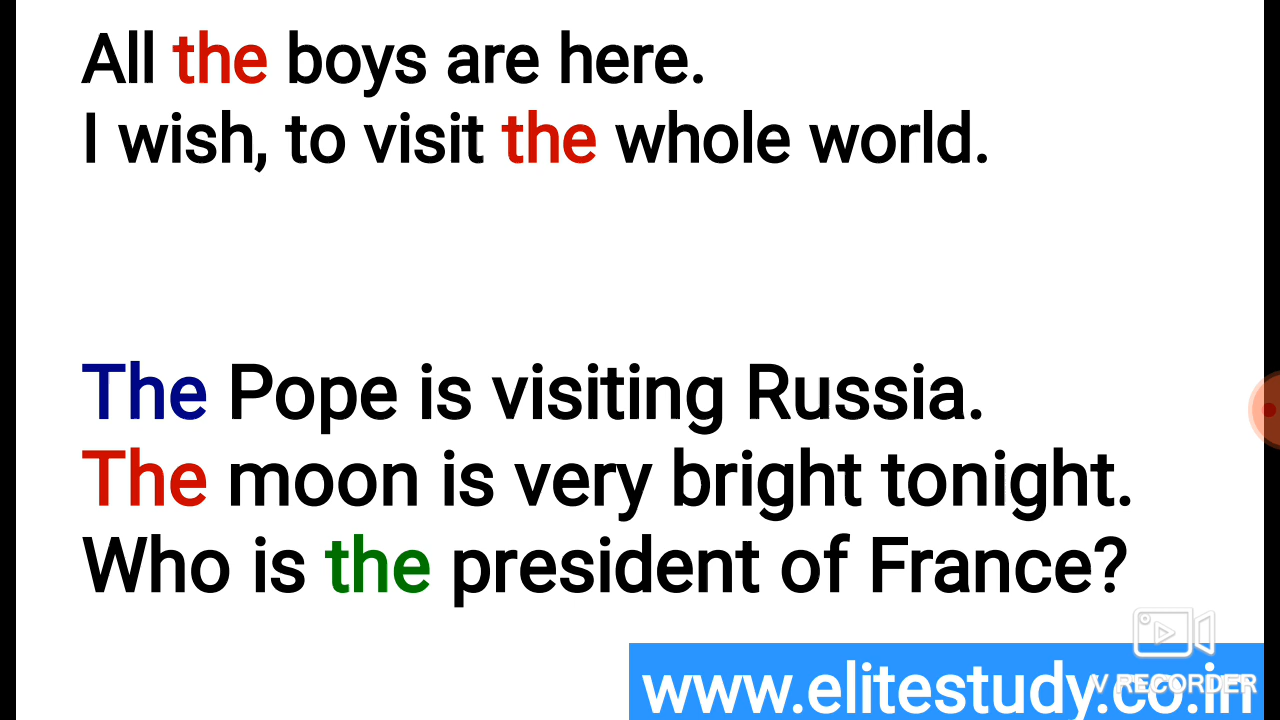 All the boys are here.
I wish, to visit the whole world.
The Pope is visiting Russia.
The moon is very bright tonight.
Who is the president of France?
www.elitestudy.co.in
V RECORDER